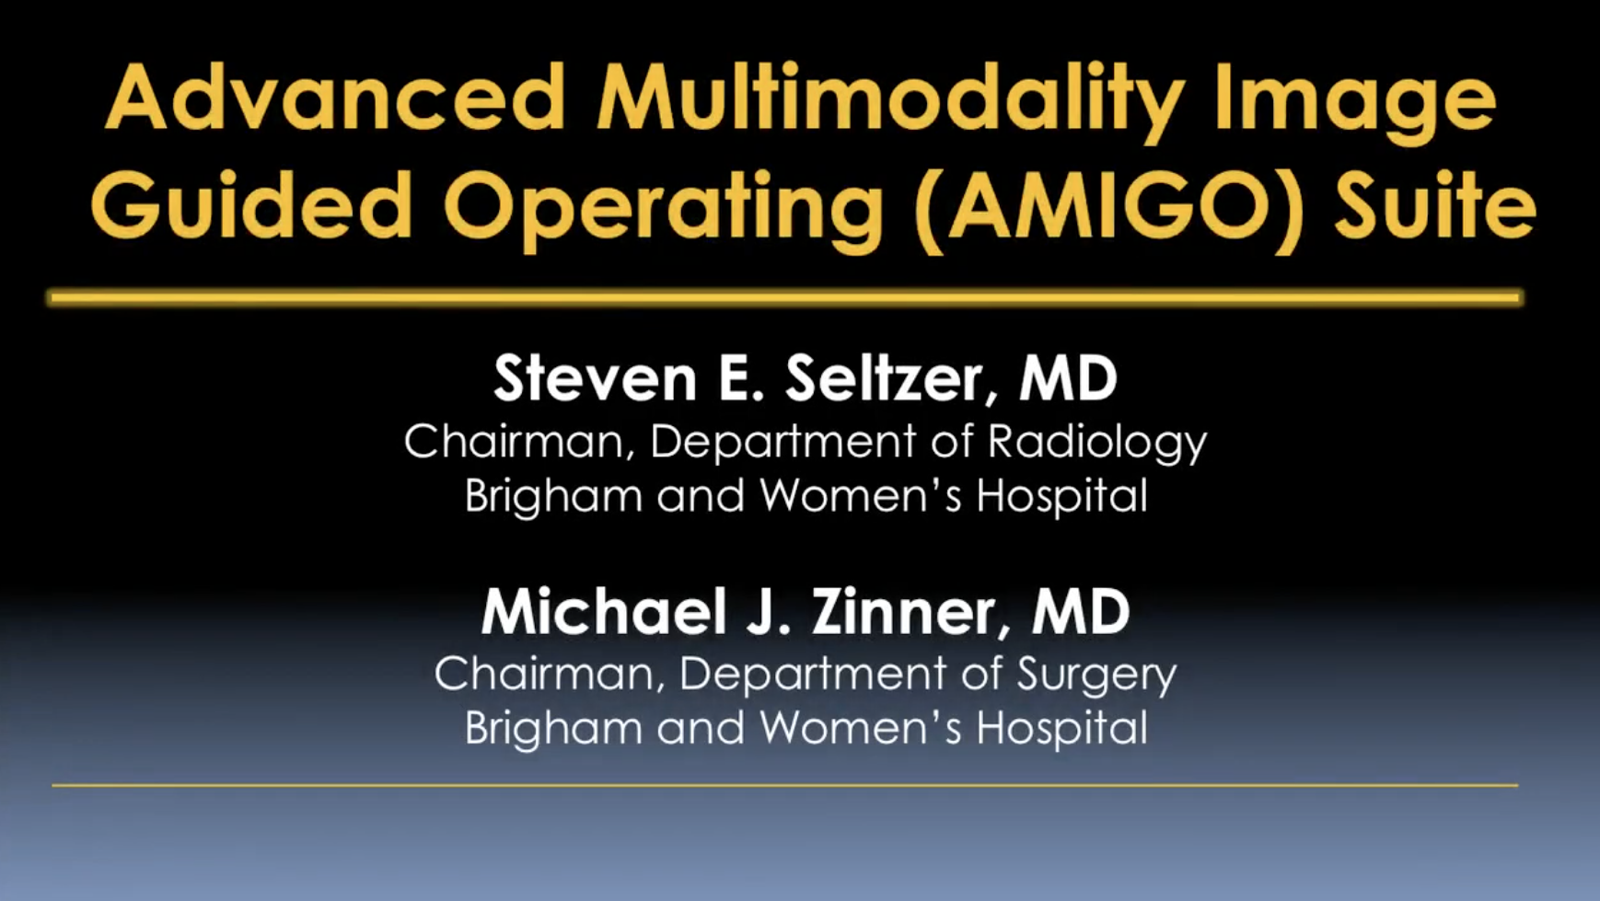 Advanced Multimodality Image
Guided Operating (AMIGO) Suite
Steven E. Seltzer, MD
Chairman, Department of Radiology
Brigham and Women’s Hospital
Michael J. Zinner, MD
Chairman, Department of Surgery
Brigham and Women’s Hospital